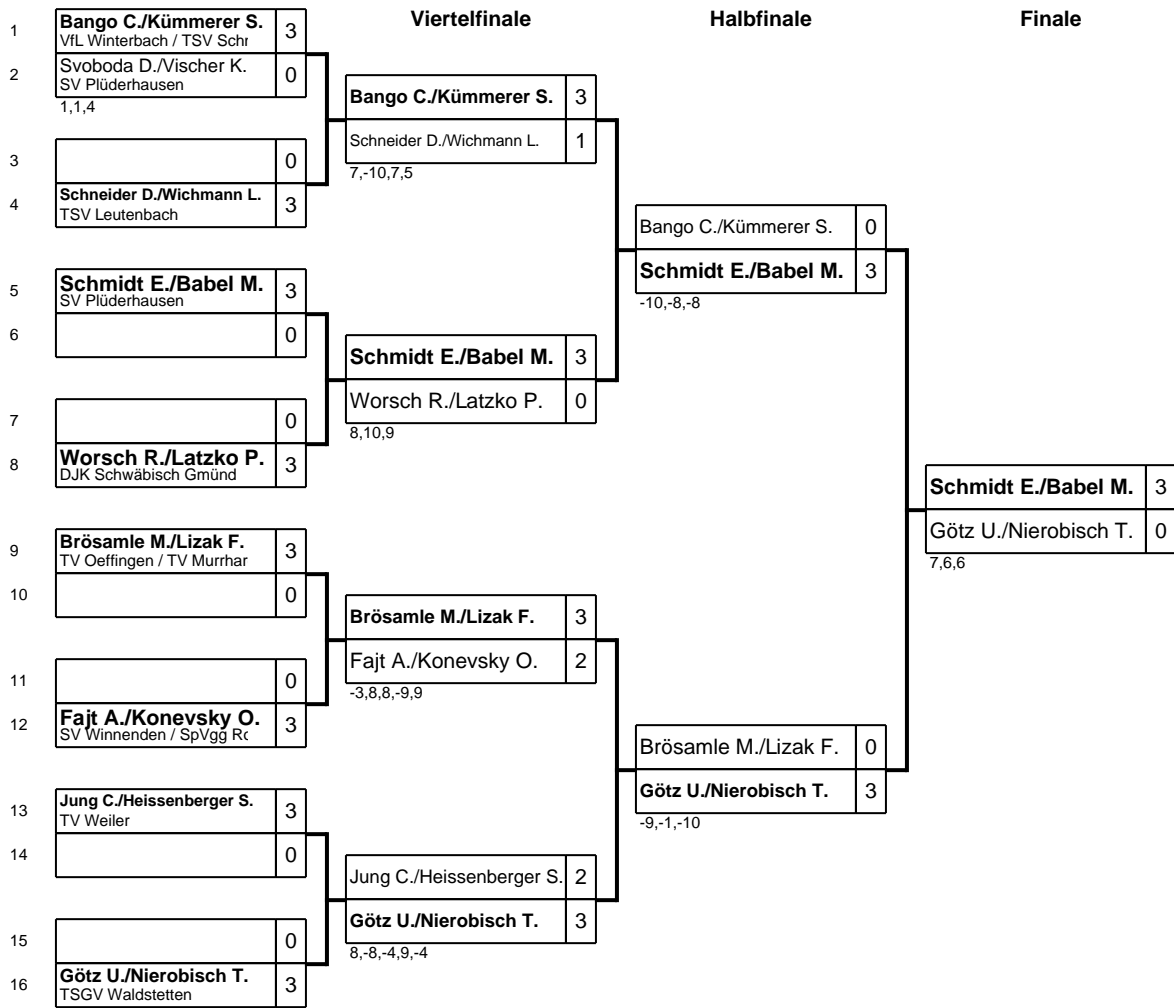 Viertelfinale
Halbfinale
Finale
1
Bango C./Kümmerer S.
3
VfL Winterbach / TSV Schr
2
Svoboda D./Vischer K.
0
SV Plüderhausen
1,1,4
3
0
4
Schneider D./Wichmann L.
3
TSV Leutenbach
5
Schmidt E./Babel M.
3
SV Plüderhausen
6
0
7
0
8
Worsch R./Latzko P.
3
DJK Schwäbisch Gmünd
9
Brösamle M./Lizak F.
3
TV Oeffingen / TV Murrhar
10
0
11
0
12
Fajt A./Konevsky O.
3
SV Winnenden / SpVgg Rc
13
Jung C./Heissenberger S.
3
TV Weiler
14
0
15
0
16
Götz U./Nierobisch T.
3
TSGV Waldstetten
Bango C./Kümmerer S.
3
Schneider D./Wichmann L.
1
7,-10,7,5
Schmidt E./Babel M.
3
Worsch R./Latzko P.
0
8,10,9
Brösamle M./Lizak F.
3
Fajt A./Konevsky O.
2
-3,8,8,-9,9
Jung C./Heissenberger S.
2
Götz U./Nierobisch T.
3
8,-8,-4,9,-4
Bango C./Kümmerer S.
0
Schmidt E./Babel M.
3
-10,-8,-8
Brösamle M./Lizak F.
0
Götz U./Nierobisch T.
3
-9,-1,-10
Schmidt E./Babel M.
3
Götz U./Nierobisch T.
0
7,6,6